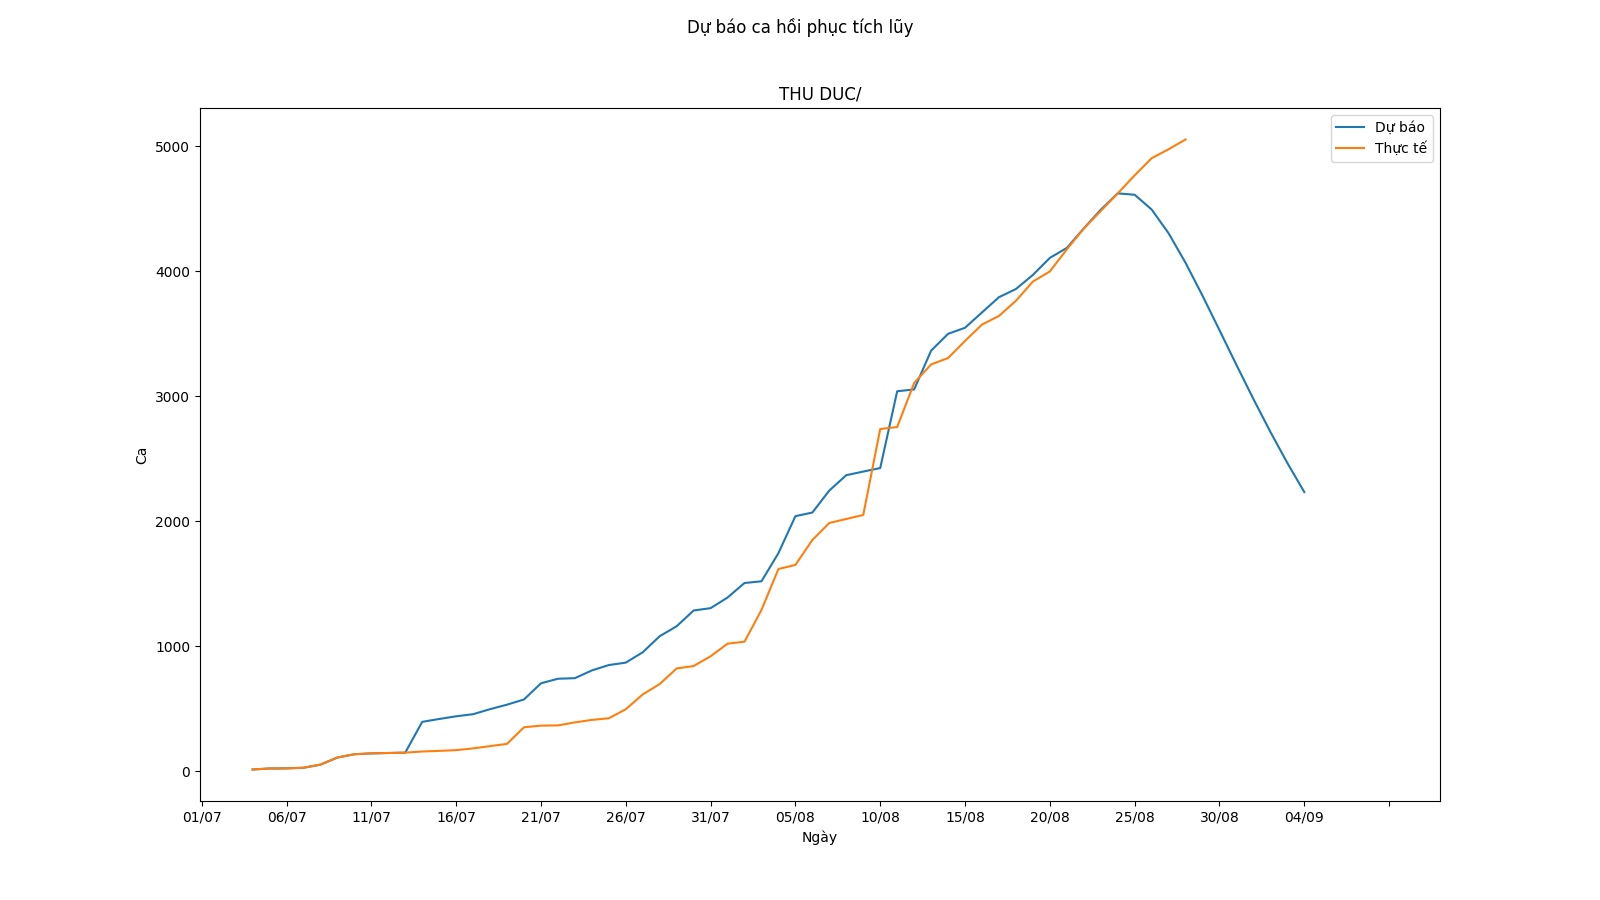 Dự báo ca hồi phục tích lũy
THU DUC/
Dự báo
Thực tế
5000
4000
3000
2000
1000
0
Ca
01/07 06/07 11/07 16/07 21/07 26/07 31/07 05/08 10/08 15/08 20/08 25/08 30/08 04/09
Ngày